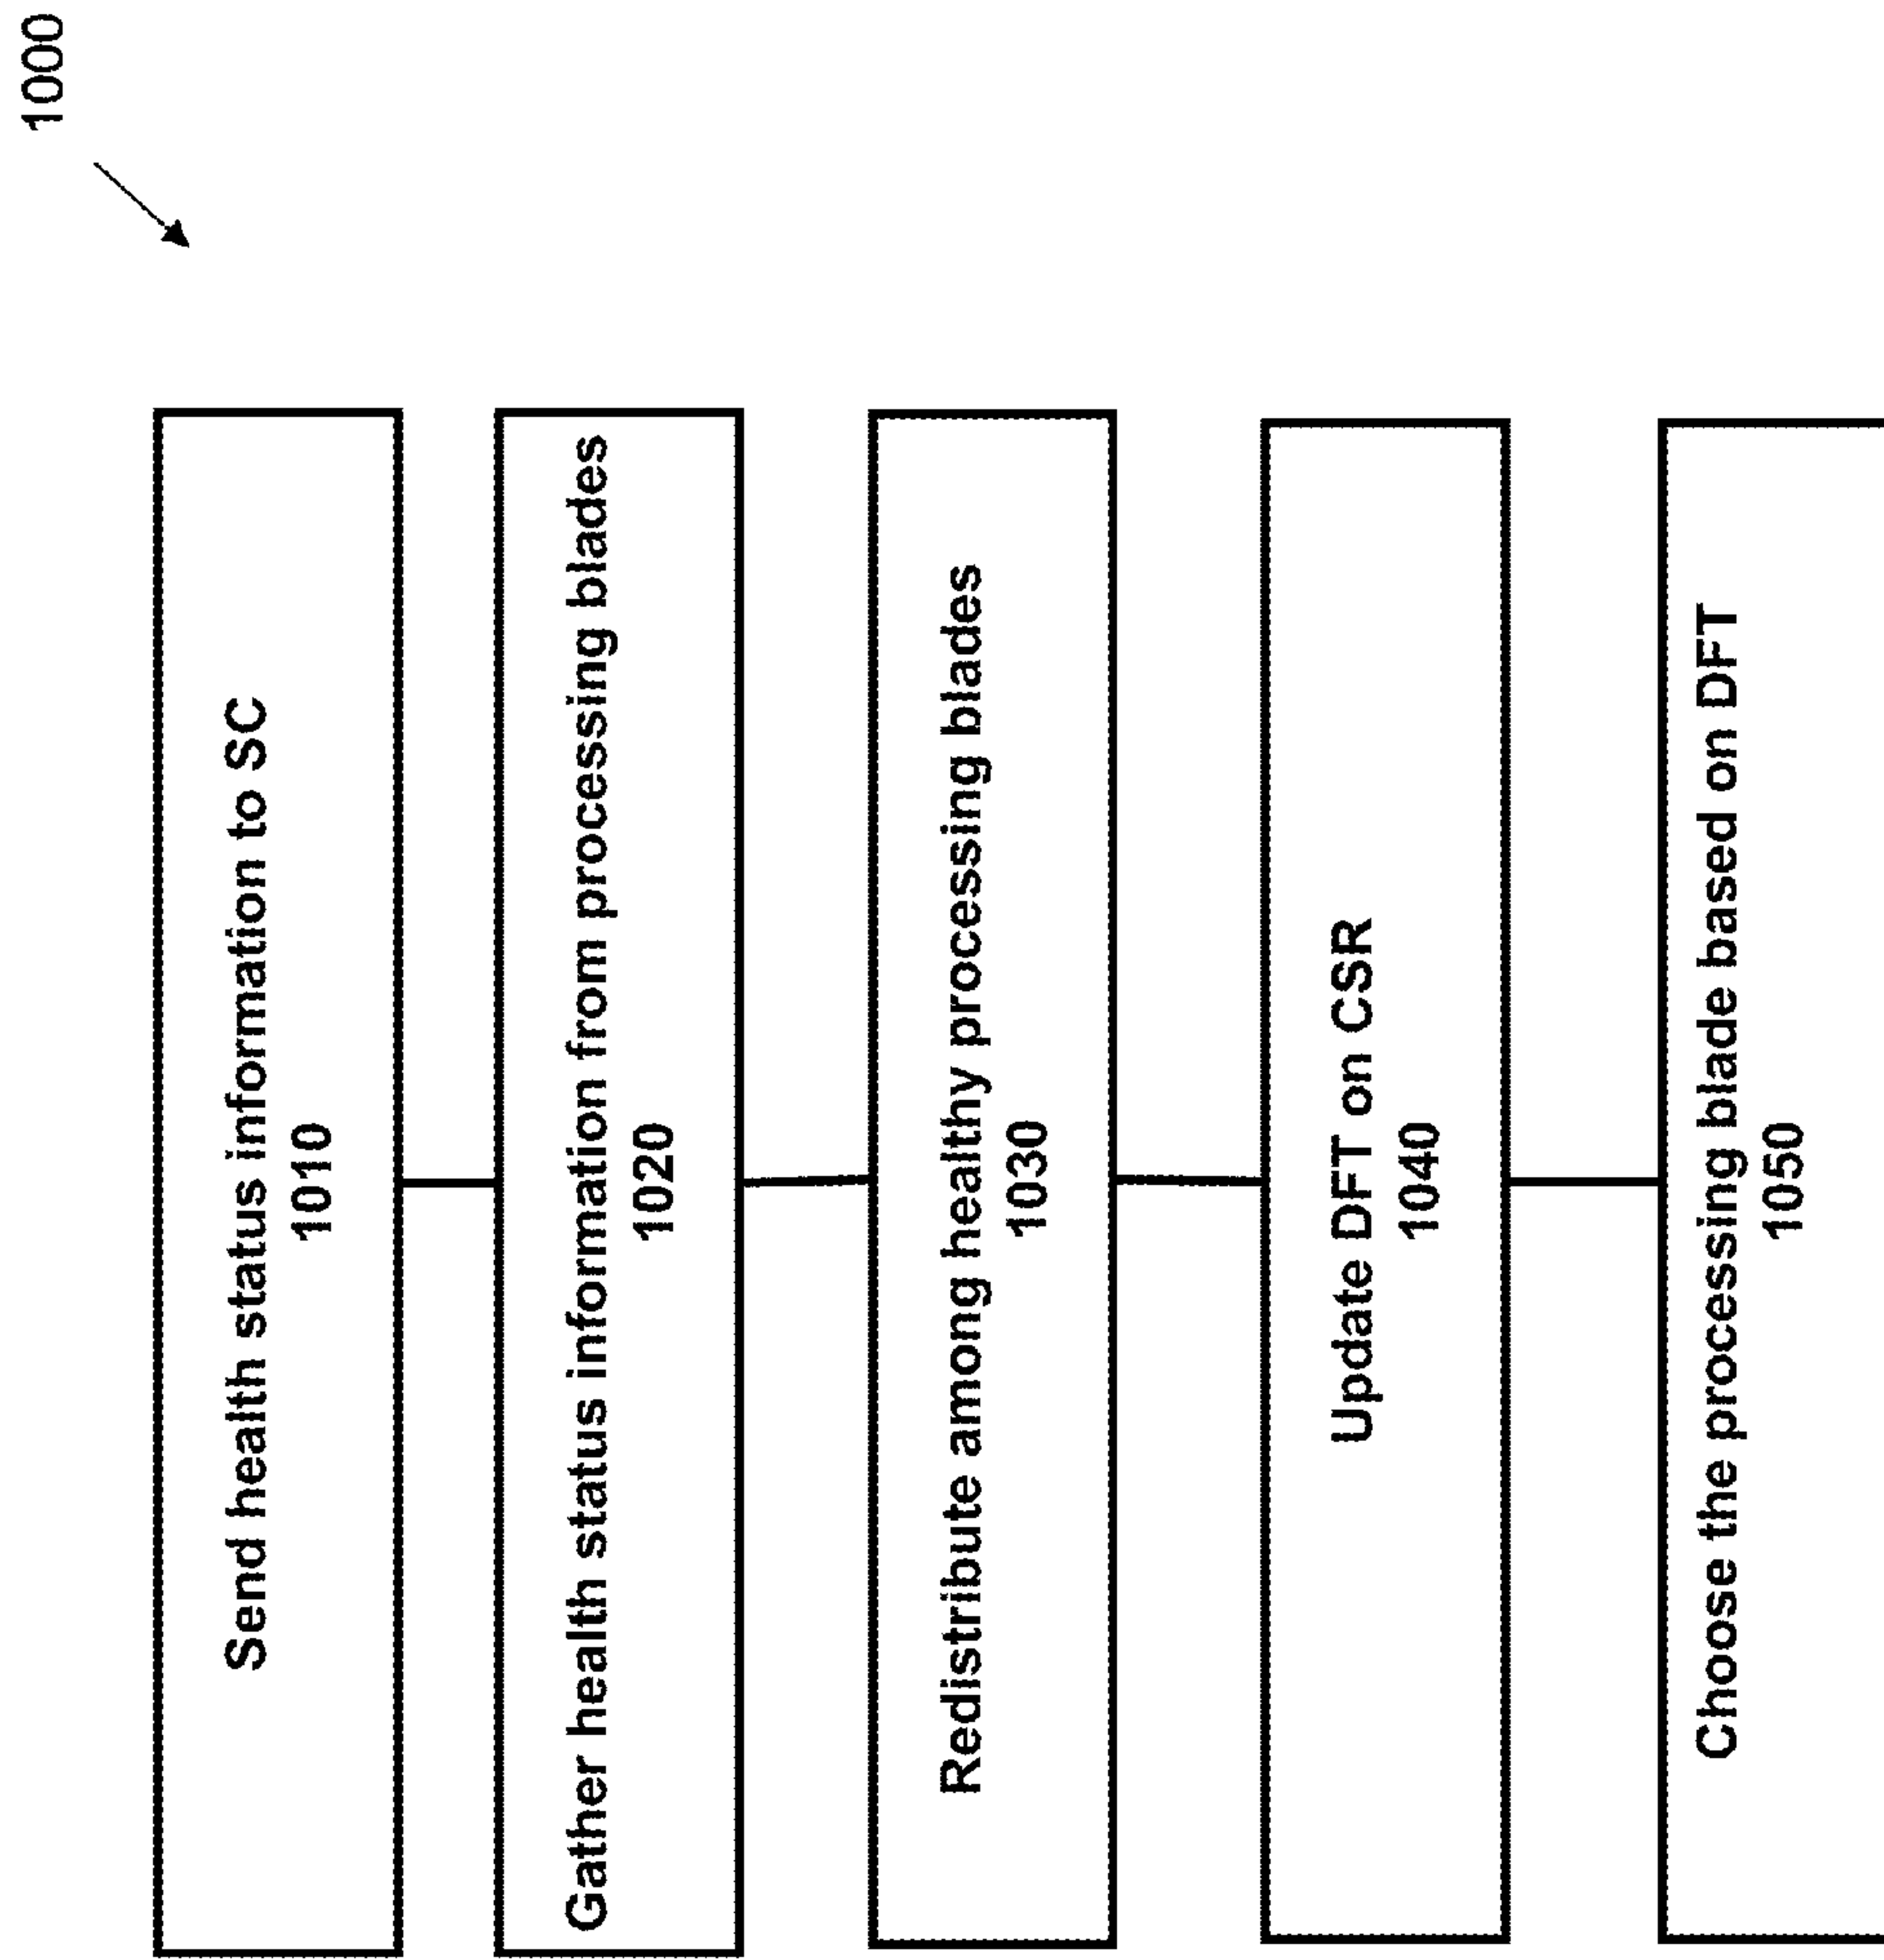 1000
Send health status information to SC
1010
Gather health status information from processing blades
1020
Redistribute among healthy processing blades
1030
Update DFT on CSR
1040
Choose the processing blade based on DFT
1050